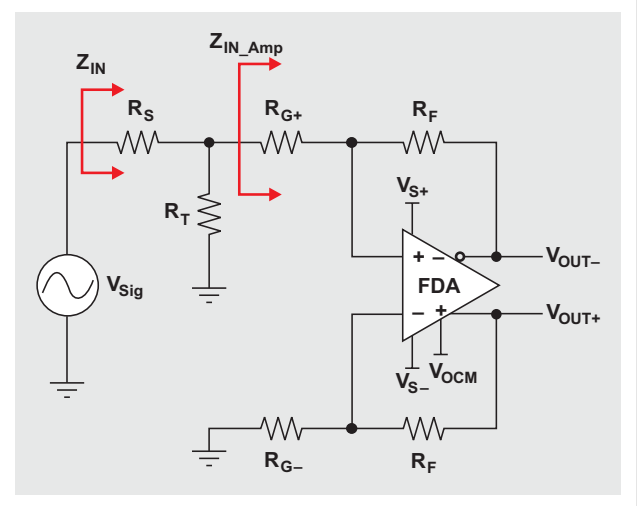 Z_IN
Z_IN_Amp
R_S
R_G+
R_F
R_T
V_S+
+ −
V_OUT−
FDA
V_Sig
− +
V_OUT+
V_S−
V_OCM
R_G−
R_F